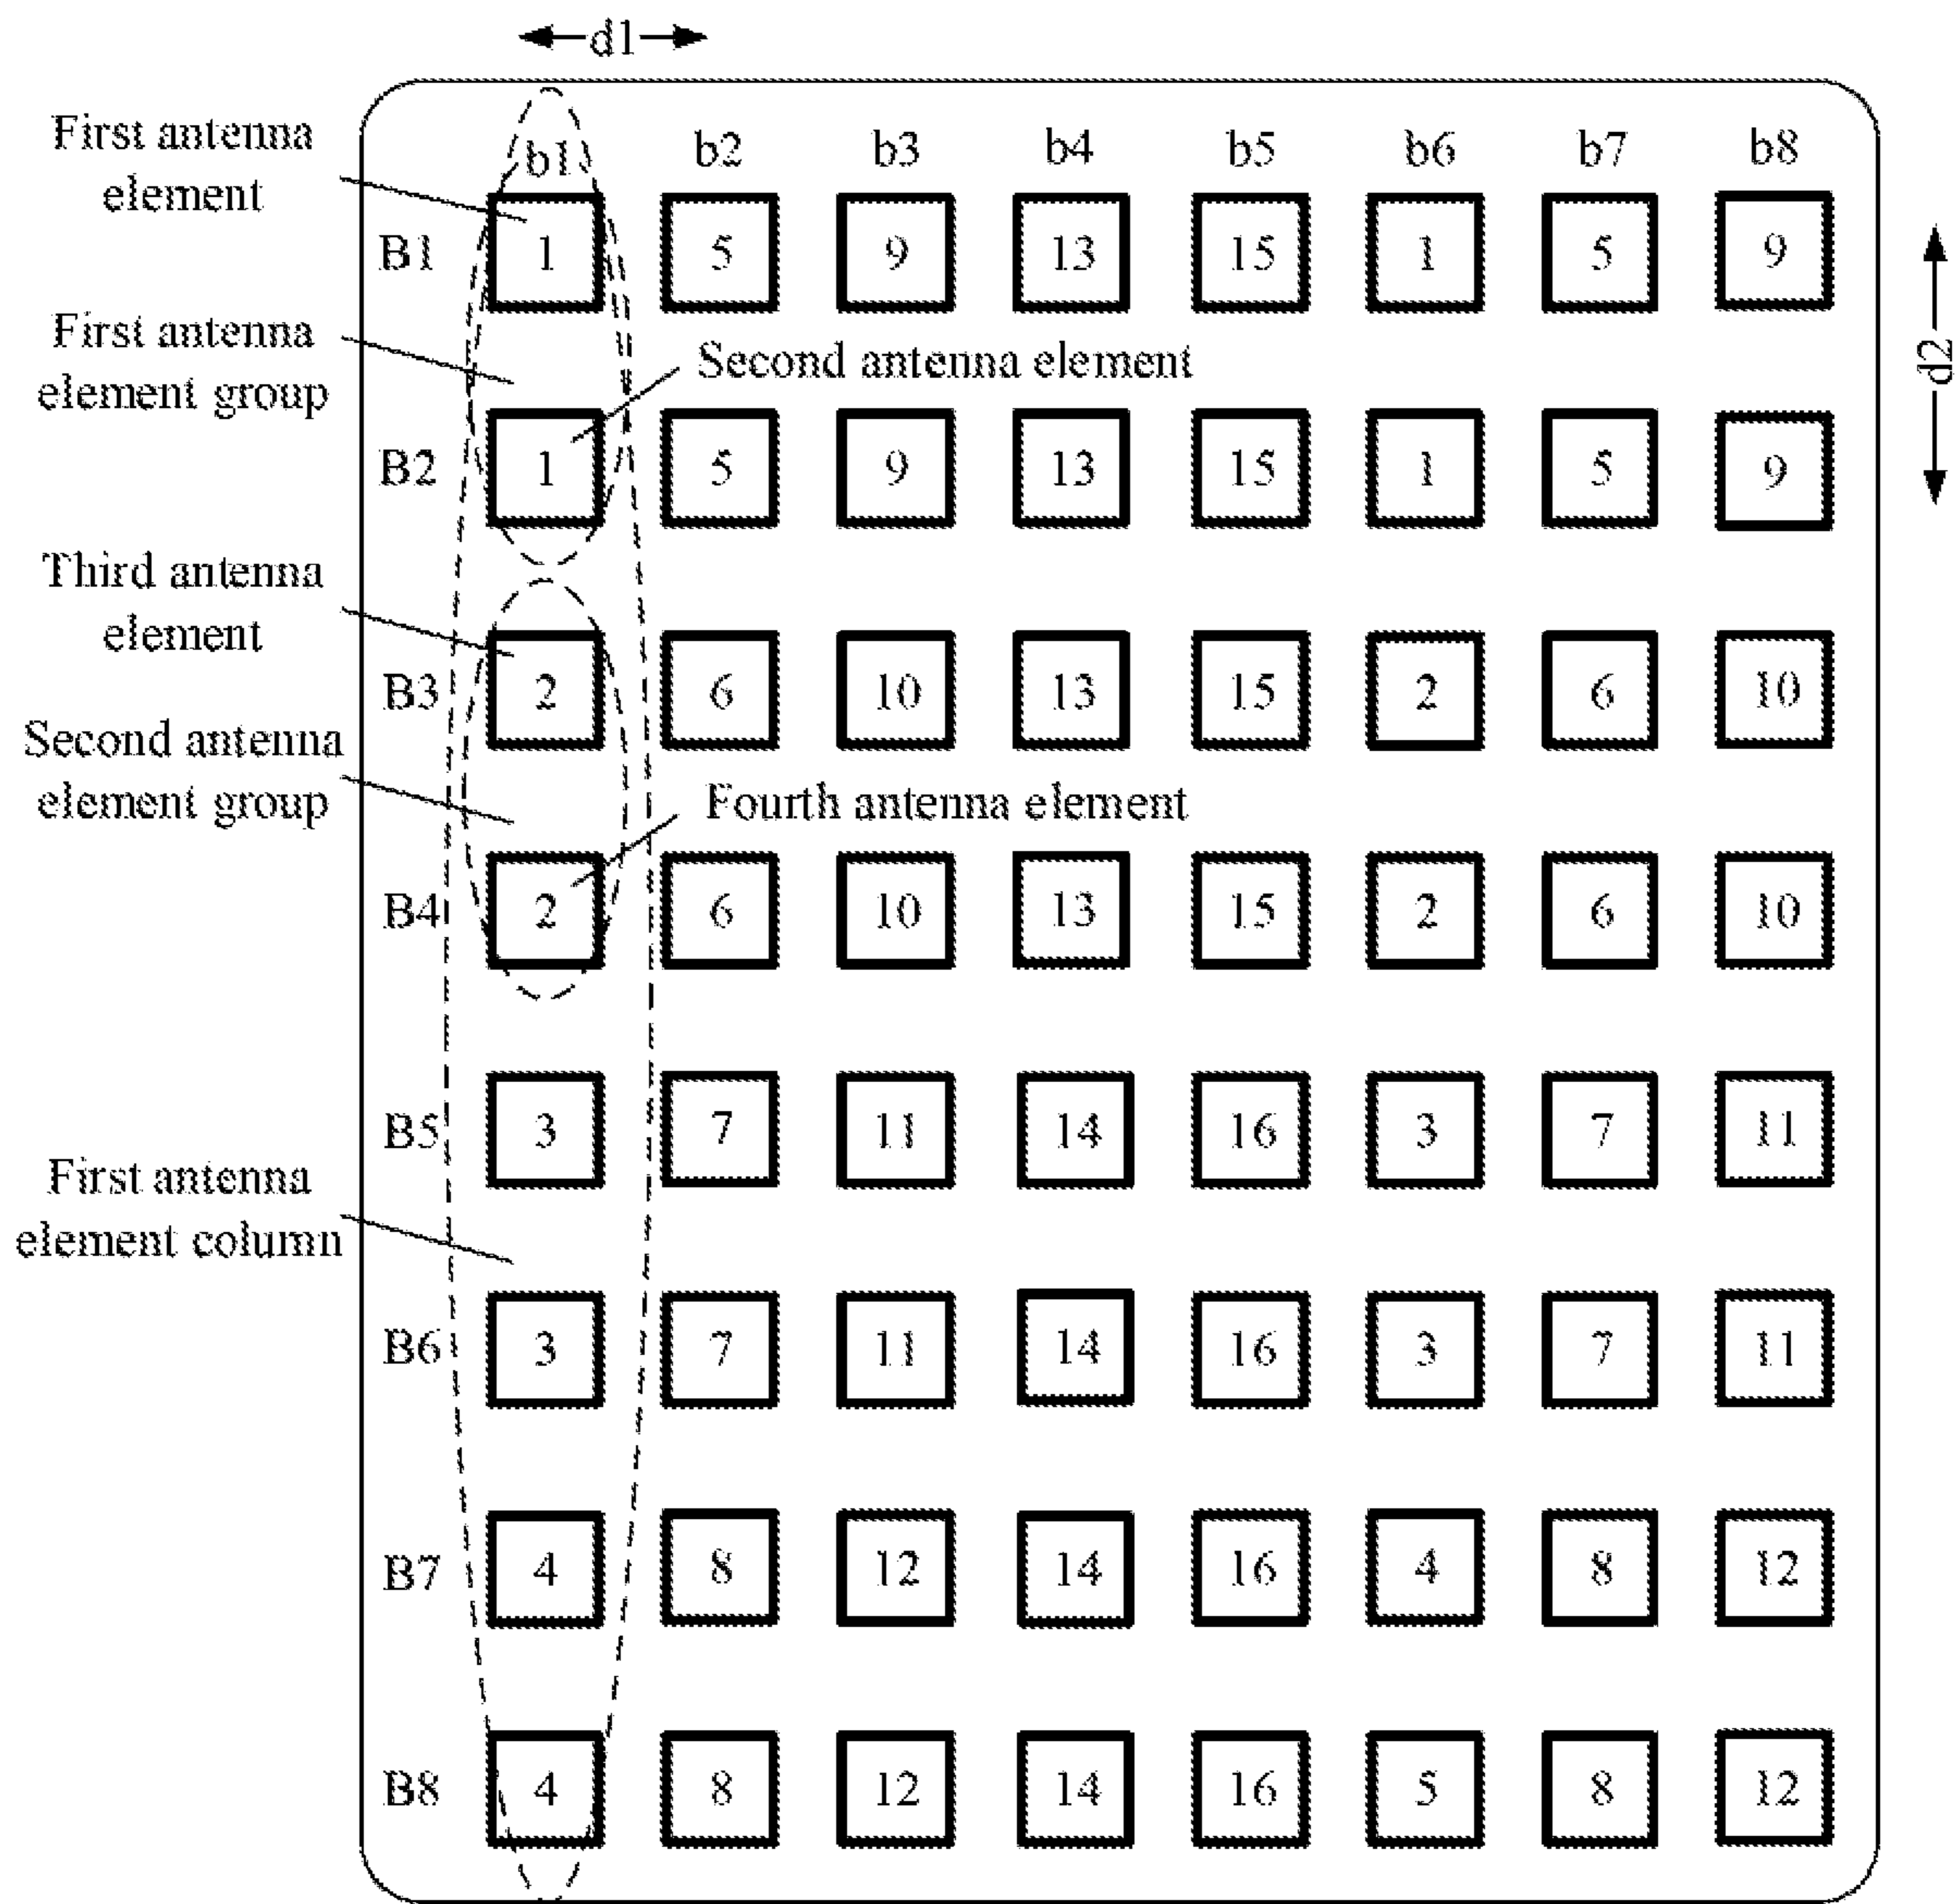 d1
First antenna
element
b1 b2 b3 b4 b5 b6 b7 b8
B1 1 5 9 13 15 1 5 9
d2
First antenna
element group
Second antenna element
B2 1 5 9 13 15 1 5 9
Third antenna
element
B3 2 6 10 13 15 2 6 10
Second antenna
element group
Fourth antenna element
B4 2 6 10 13 15 2 6 10
B5 3 7 11 14 16 3 7 11
First antenna
element column
B6 3 7 11 14 16 3 7 11
B7 4 8 12 14 16 4 8 12
B8 4 8 12 14 16 5 8 12